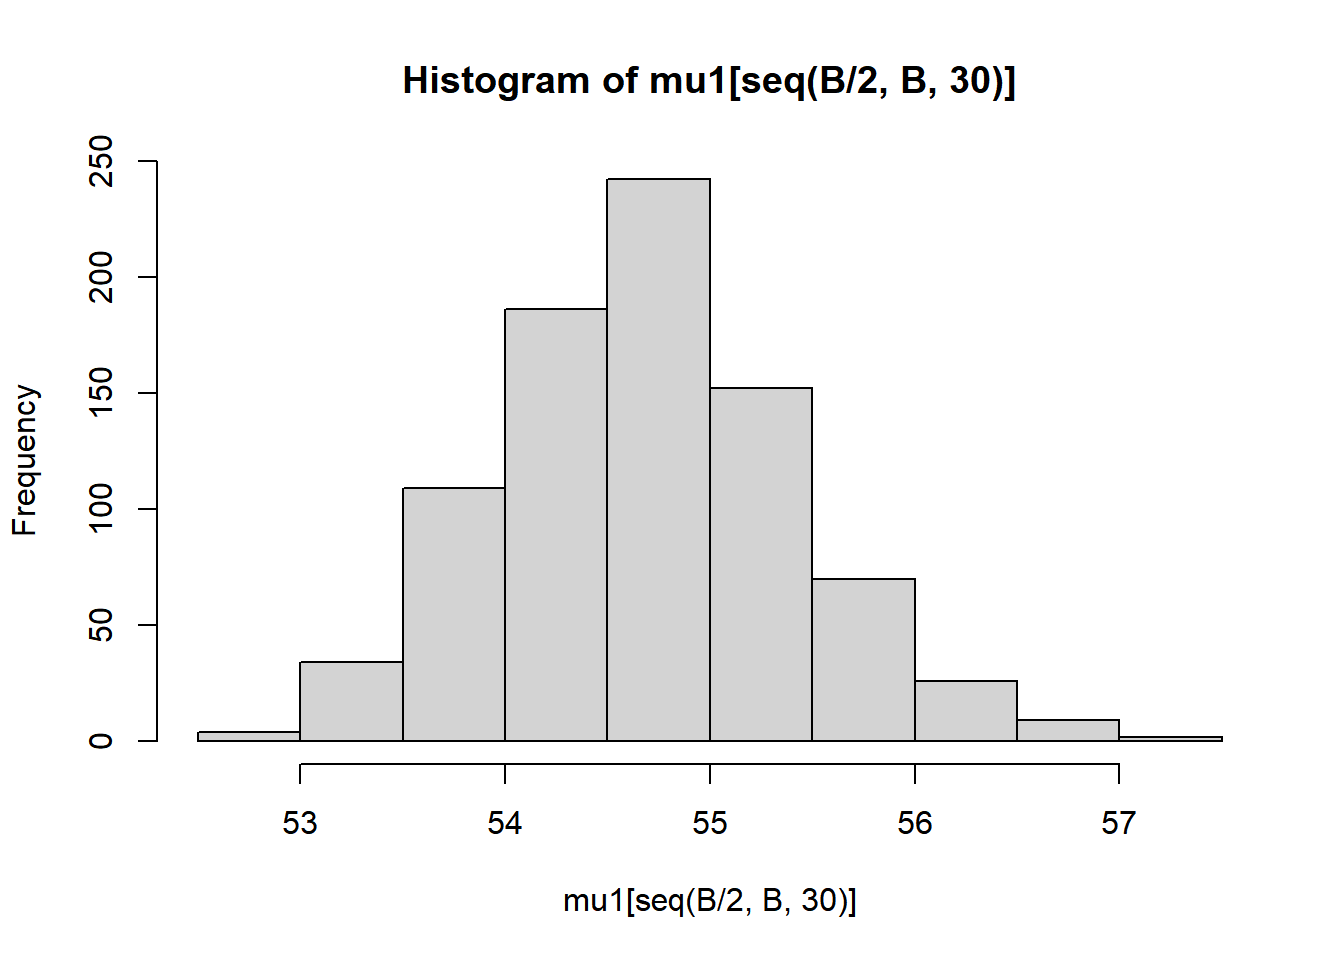 Histogram of mu1[seq(B/2, B, 30)]
Frequency
250
200
150
100
50
0
53 54 55 56 57
mu1[seq(B/2, B, 30)]